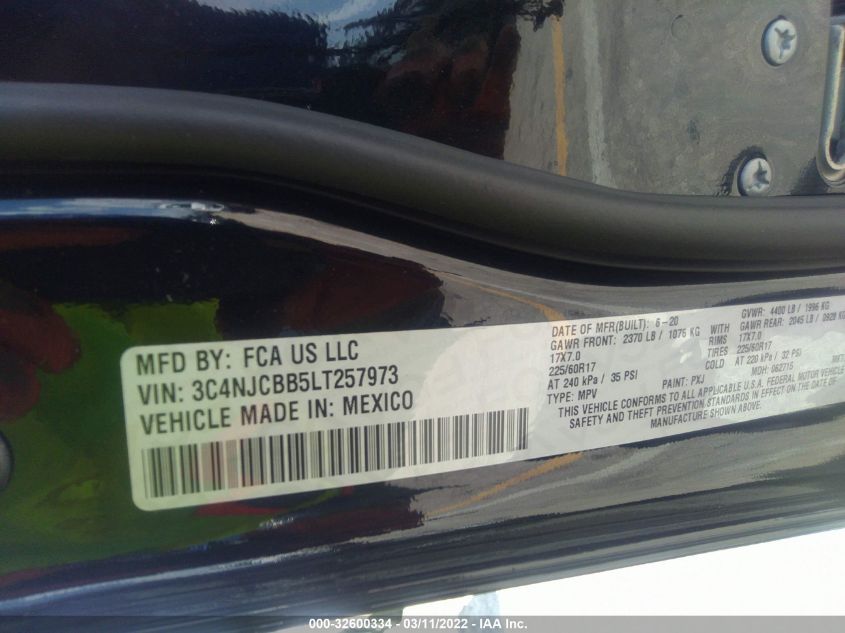 MFD BY: FCA US LLC
VIN: 3C4NJCBB5LT257973
VEHICLE MADE IN: MEXICO
DATE OF MFR(BUILT): 6-20 GVWR: 4400 LB / 1996 KG
GAWR FRONT: 2370 LB / 1075 KG WITH GAWR REAR: 2045 LB / 0928 KG
17X7.0 RIMS 17X7.0
225/60R17 TIRES 225/60R17
AT 240 kPa / 35 PSI COLD AT 220 kPa / 32 PSI
TYPE: MPV PAINT: PXJ MDH: 062715
THIS VEHICLE CONFORMS TO ALL APPLICABLE U.S.A. FEDERAL MOTOR VEHICLE
SAFETY AND THEFT PREVENTION STANDARDS IN EFFECT ON THE DATE OF
MANUFACTURE SHOWN ABOVE.
000-32600334 - 03/11/2022 - IAA Inc.